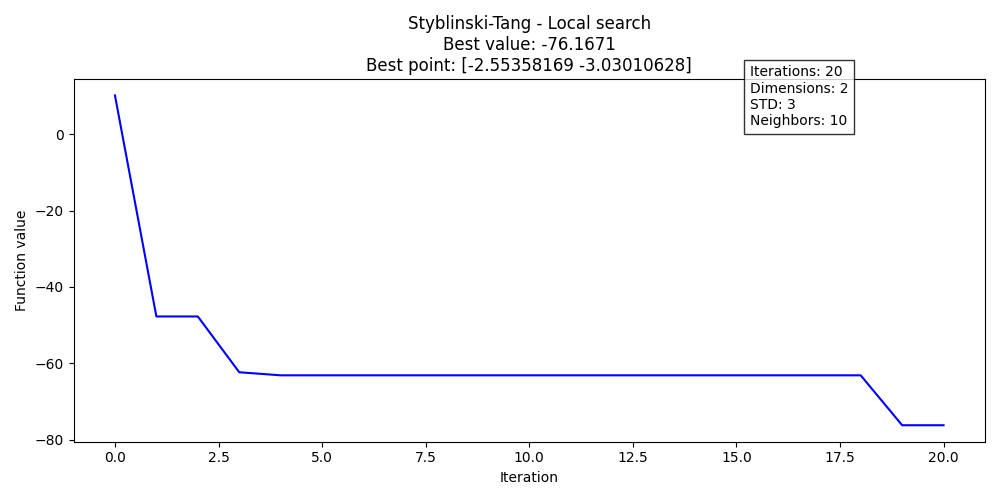 Styblinski-Tang - Local search
Best value: -76.1671
Best point: [-2.55358169 -3.03010628]
Iterations: 20
Dimensions: 2
STD: 3
Neighbors: 10
Function value
0
−20
−40
−60
−80
0.0 2.5 5.0 7.5 10.0 12.5 15.0 17.5 20.0
Iteration